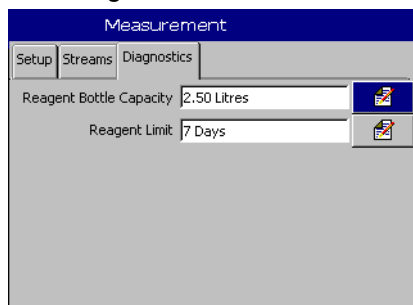 Measurement
Setup Streams Diagnostics
Reagent Bottle Capacity 2.50 Litres
Reagent Limit 7 Days